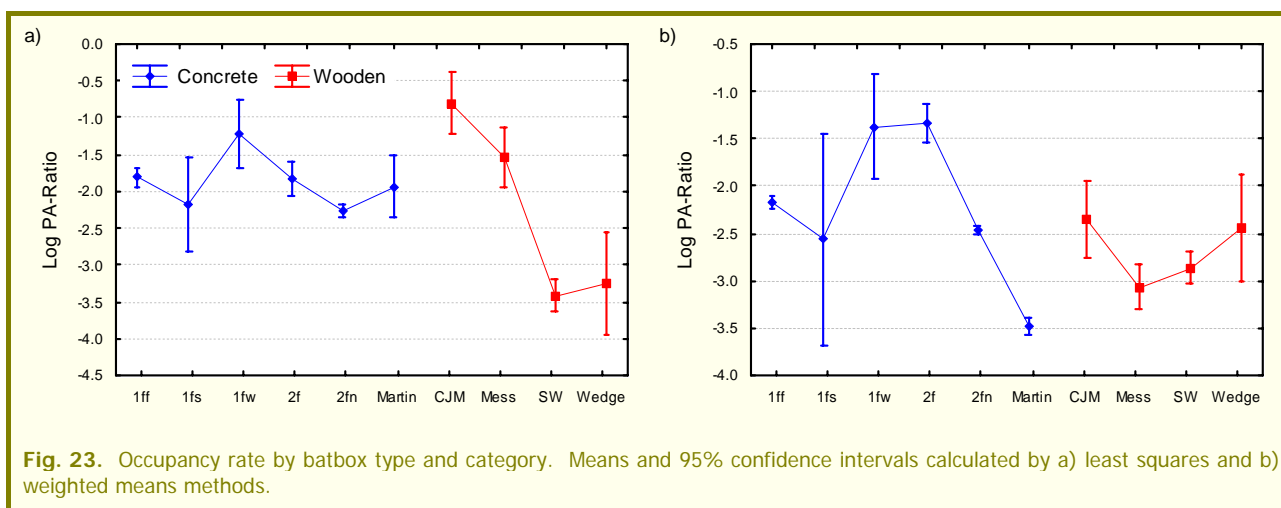 a)
0.0
-0.5
-1.0
-1.5
-2.0
-2.5
-3.0
-3.5
-4.0
-4.5
Log PA-Ratio
Concrete
Wooden
1ff 1fs 1fw 2f 2fn Martin CJM Mess SW Wedge
b)
-0.5
-1.0
-1.5
-2.0
-2.5
-3.0
-3.5
-4.0
Log PA-Ratio
1ff 1fs 1fw 2f 2fn Martin CJM Mess SW Wedge
Fig. 23. Occupancy rate by batbox type and category. Means and 95% confidence intervals calculated by a) least squares and b)
weighted means methods.